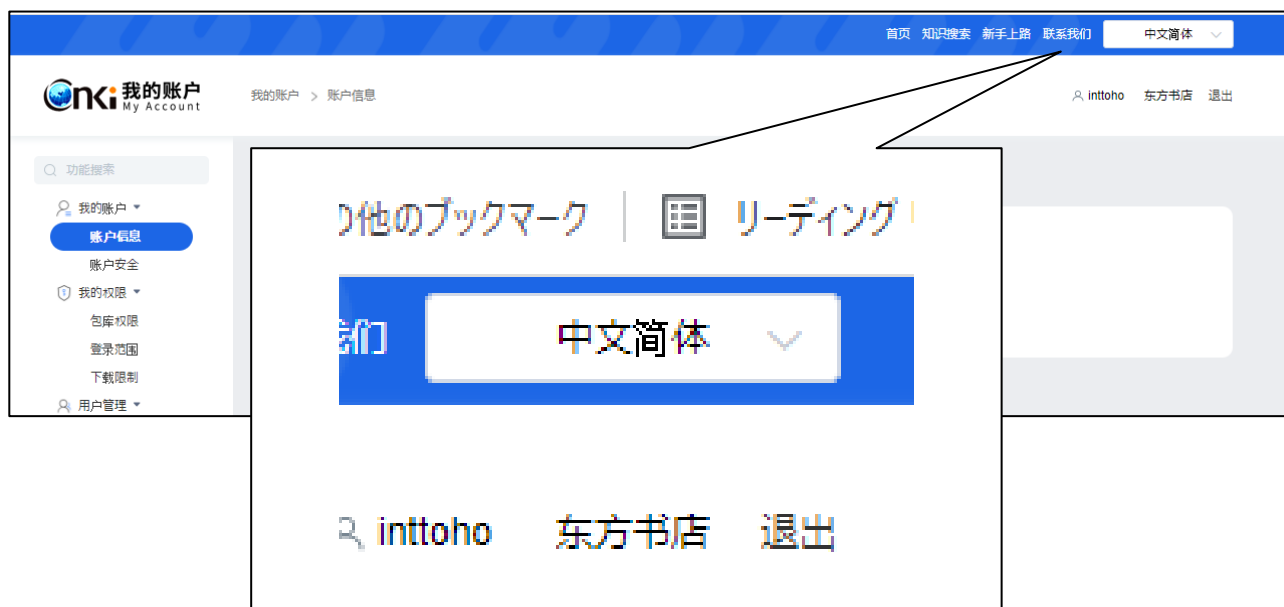 首页 知识搜索 新手上路 联系我们 中文简体
CNKI 我的账户
My Account
我的账户 > 账户信息
inttoho 东方书店 退出
功能搜索
我的账户
账户信息
账户安全
我的权限
包库权限
登录范围
下载限制
用户管理
の他のブックマーク リーディング
我们 中文简体
inttoho 东方书店 退出